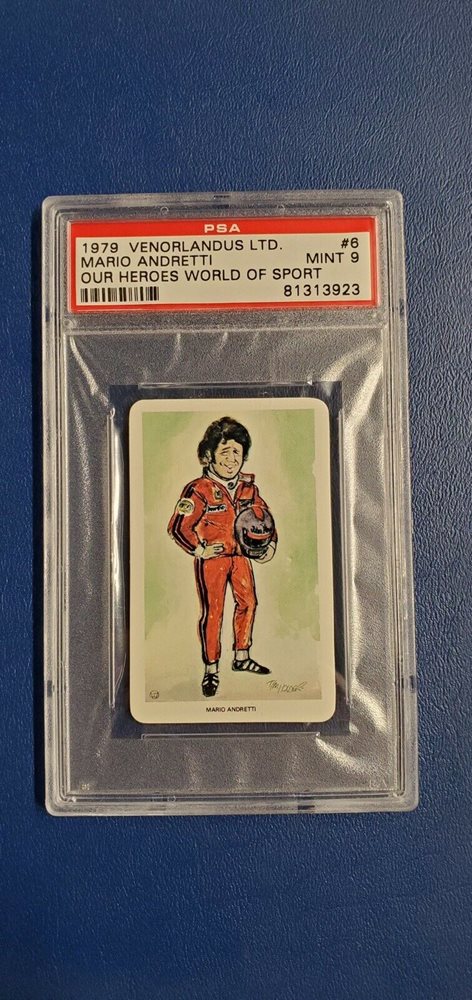 PSA
1979 VENORLANDUS LTD. #6
MARIO ANDRETTI MINT 9
OUR HEROES WORLD OF SPORT
81313923
MARIO ANDRETTI